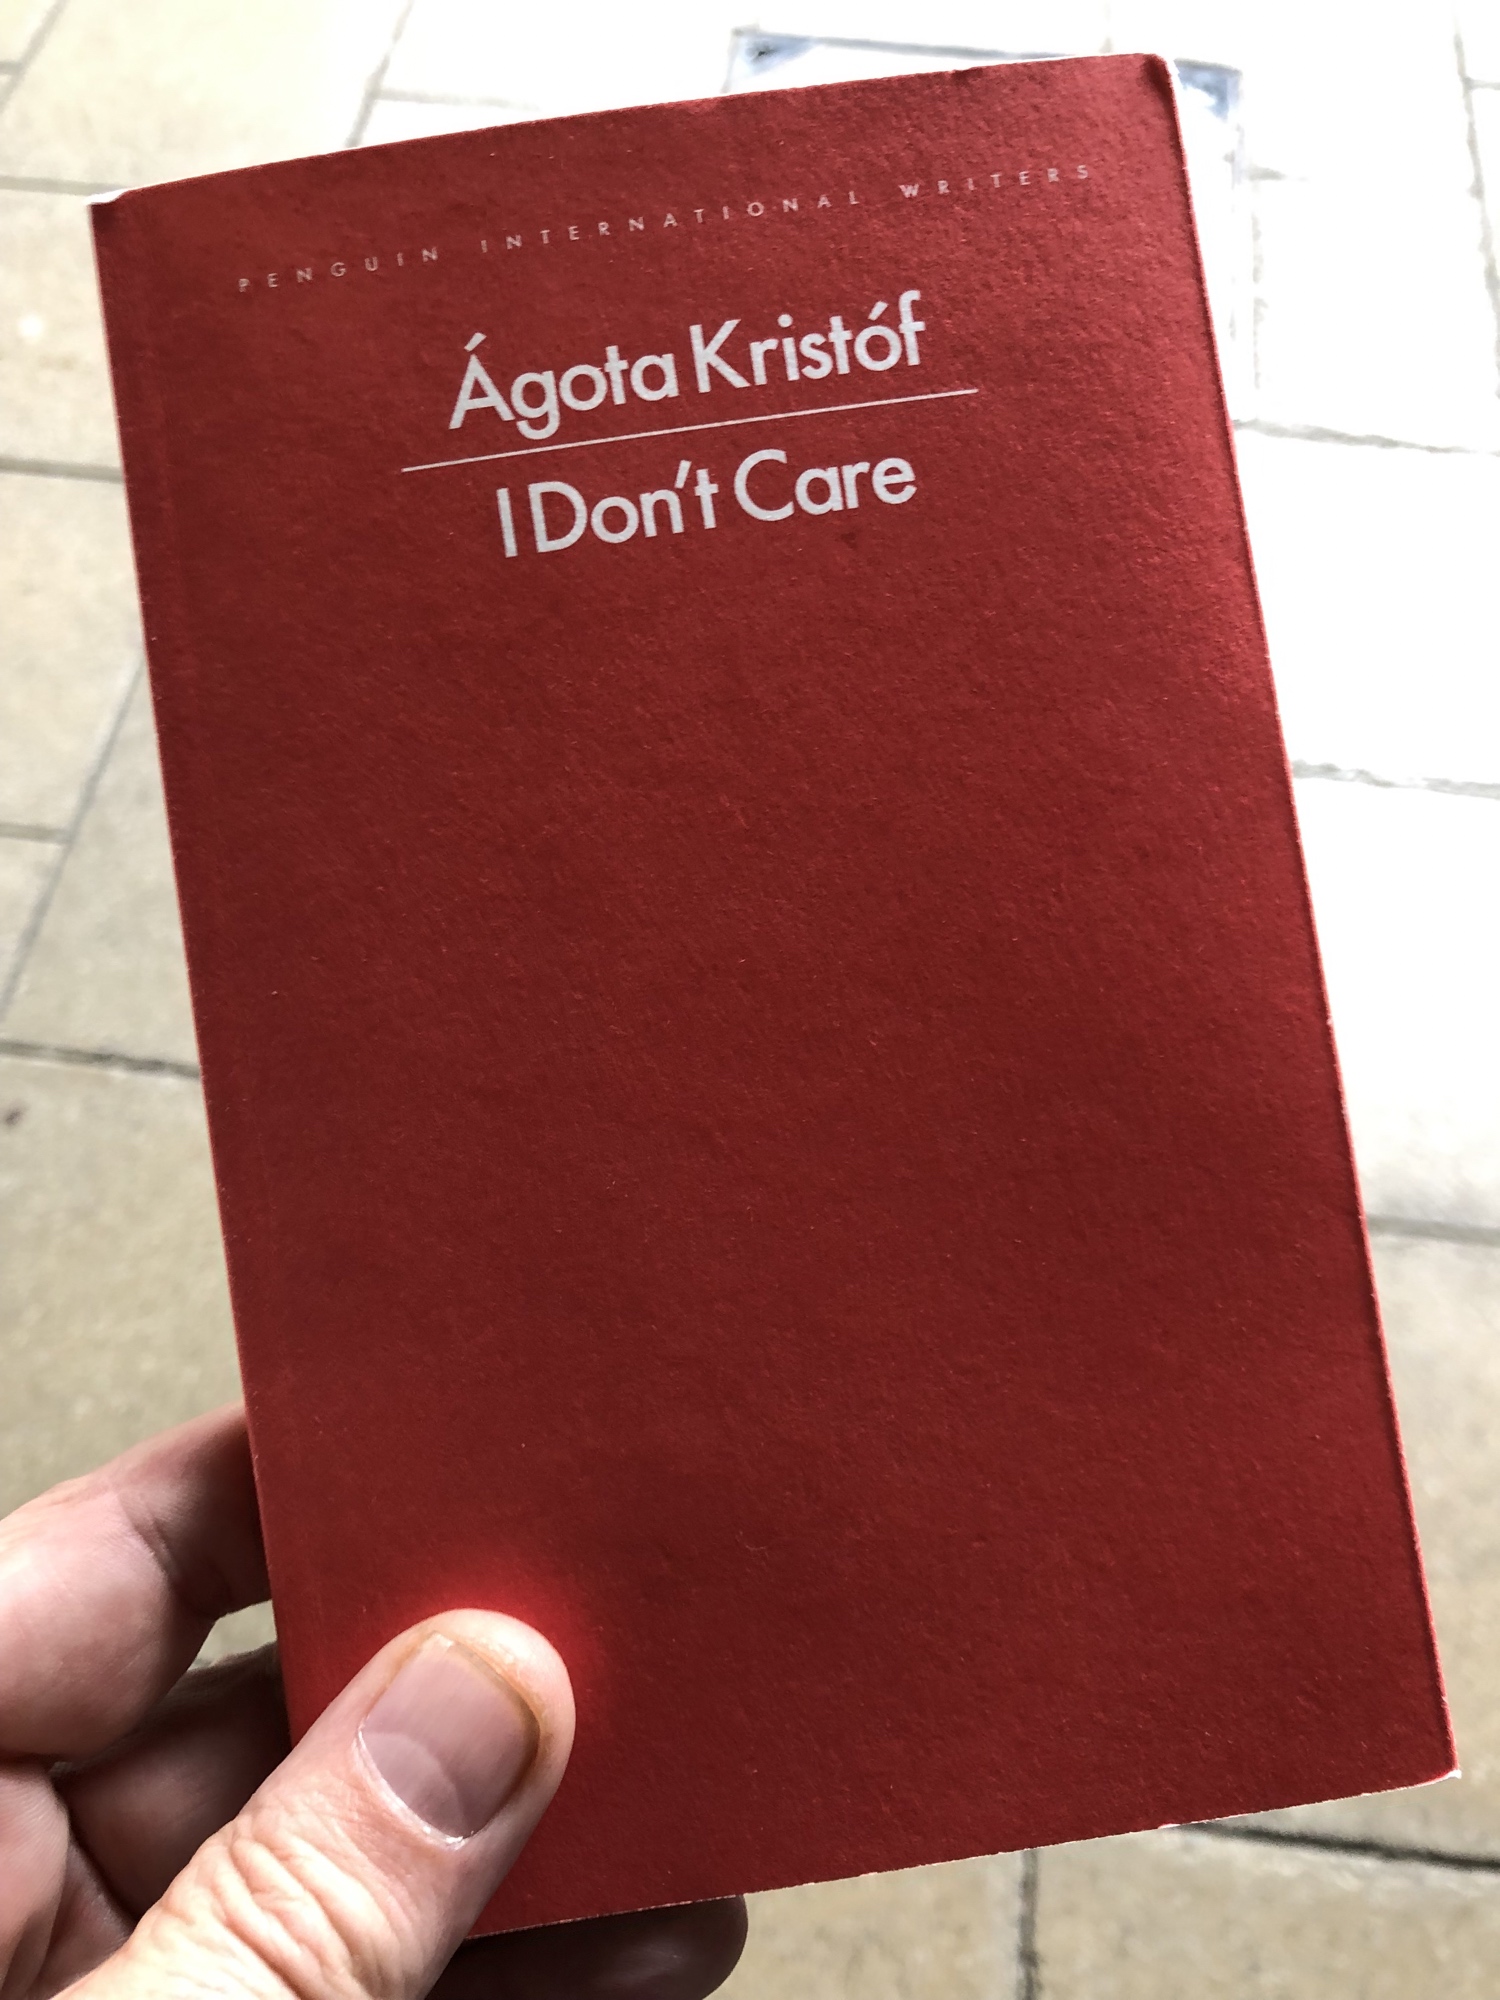 PENGUIN INTERNATIONAL WRITERS
Ágota Kristóf
I Don't Care